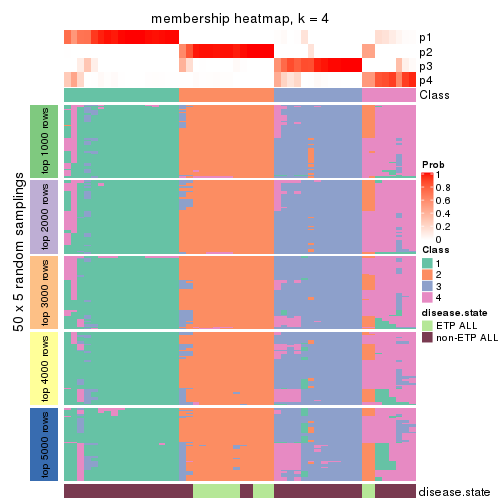 membership heatmap, k = 4
p1
p2
p3
p4
Class
50 x 5 random samplings
top 1000 rows
top 2000 rows
top 3000 rows
top 4000 rows
top 5000 rows
Prob
1
0.8
0.6
0.4
0.2
0
Class
1
2
3
4
disease.state
ETP ALL
non-ETP ALL
disease.state